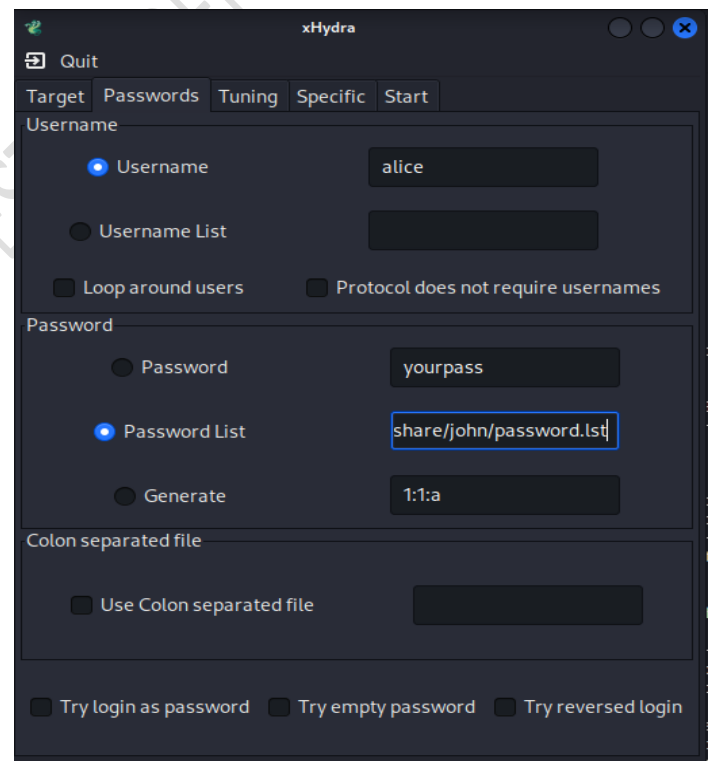 xHydra
Quit
Target Passwords Tuning Specific Start
Username
Username alice
Username List
Loop around users Protocol does not require usernames
Password
Password yourpass
Password List share/john/password.lst
Generate 1:1:a
Colon separated file
Use Colon separated file
Try login as password Try empty password Try reversed login